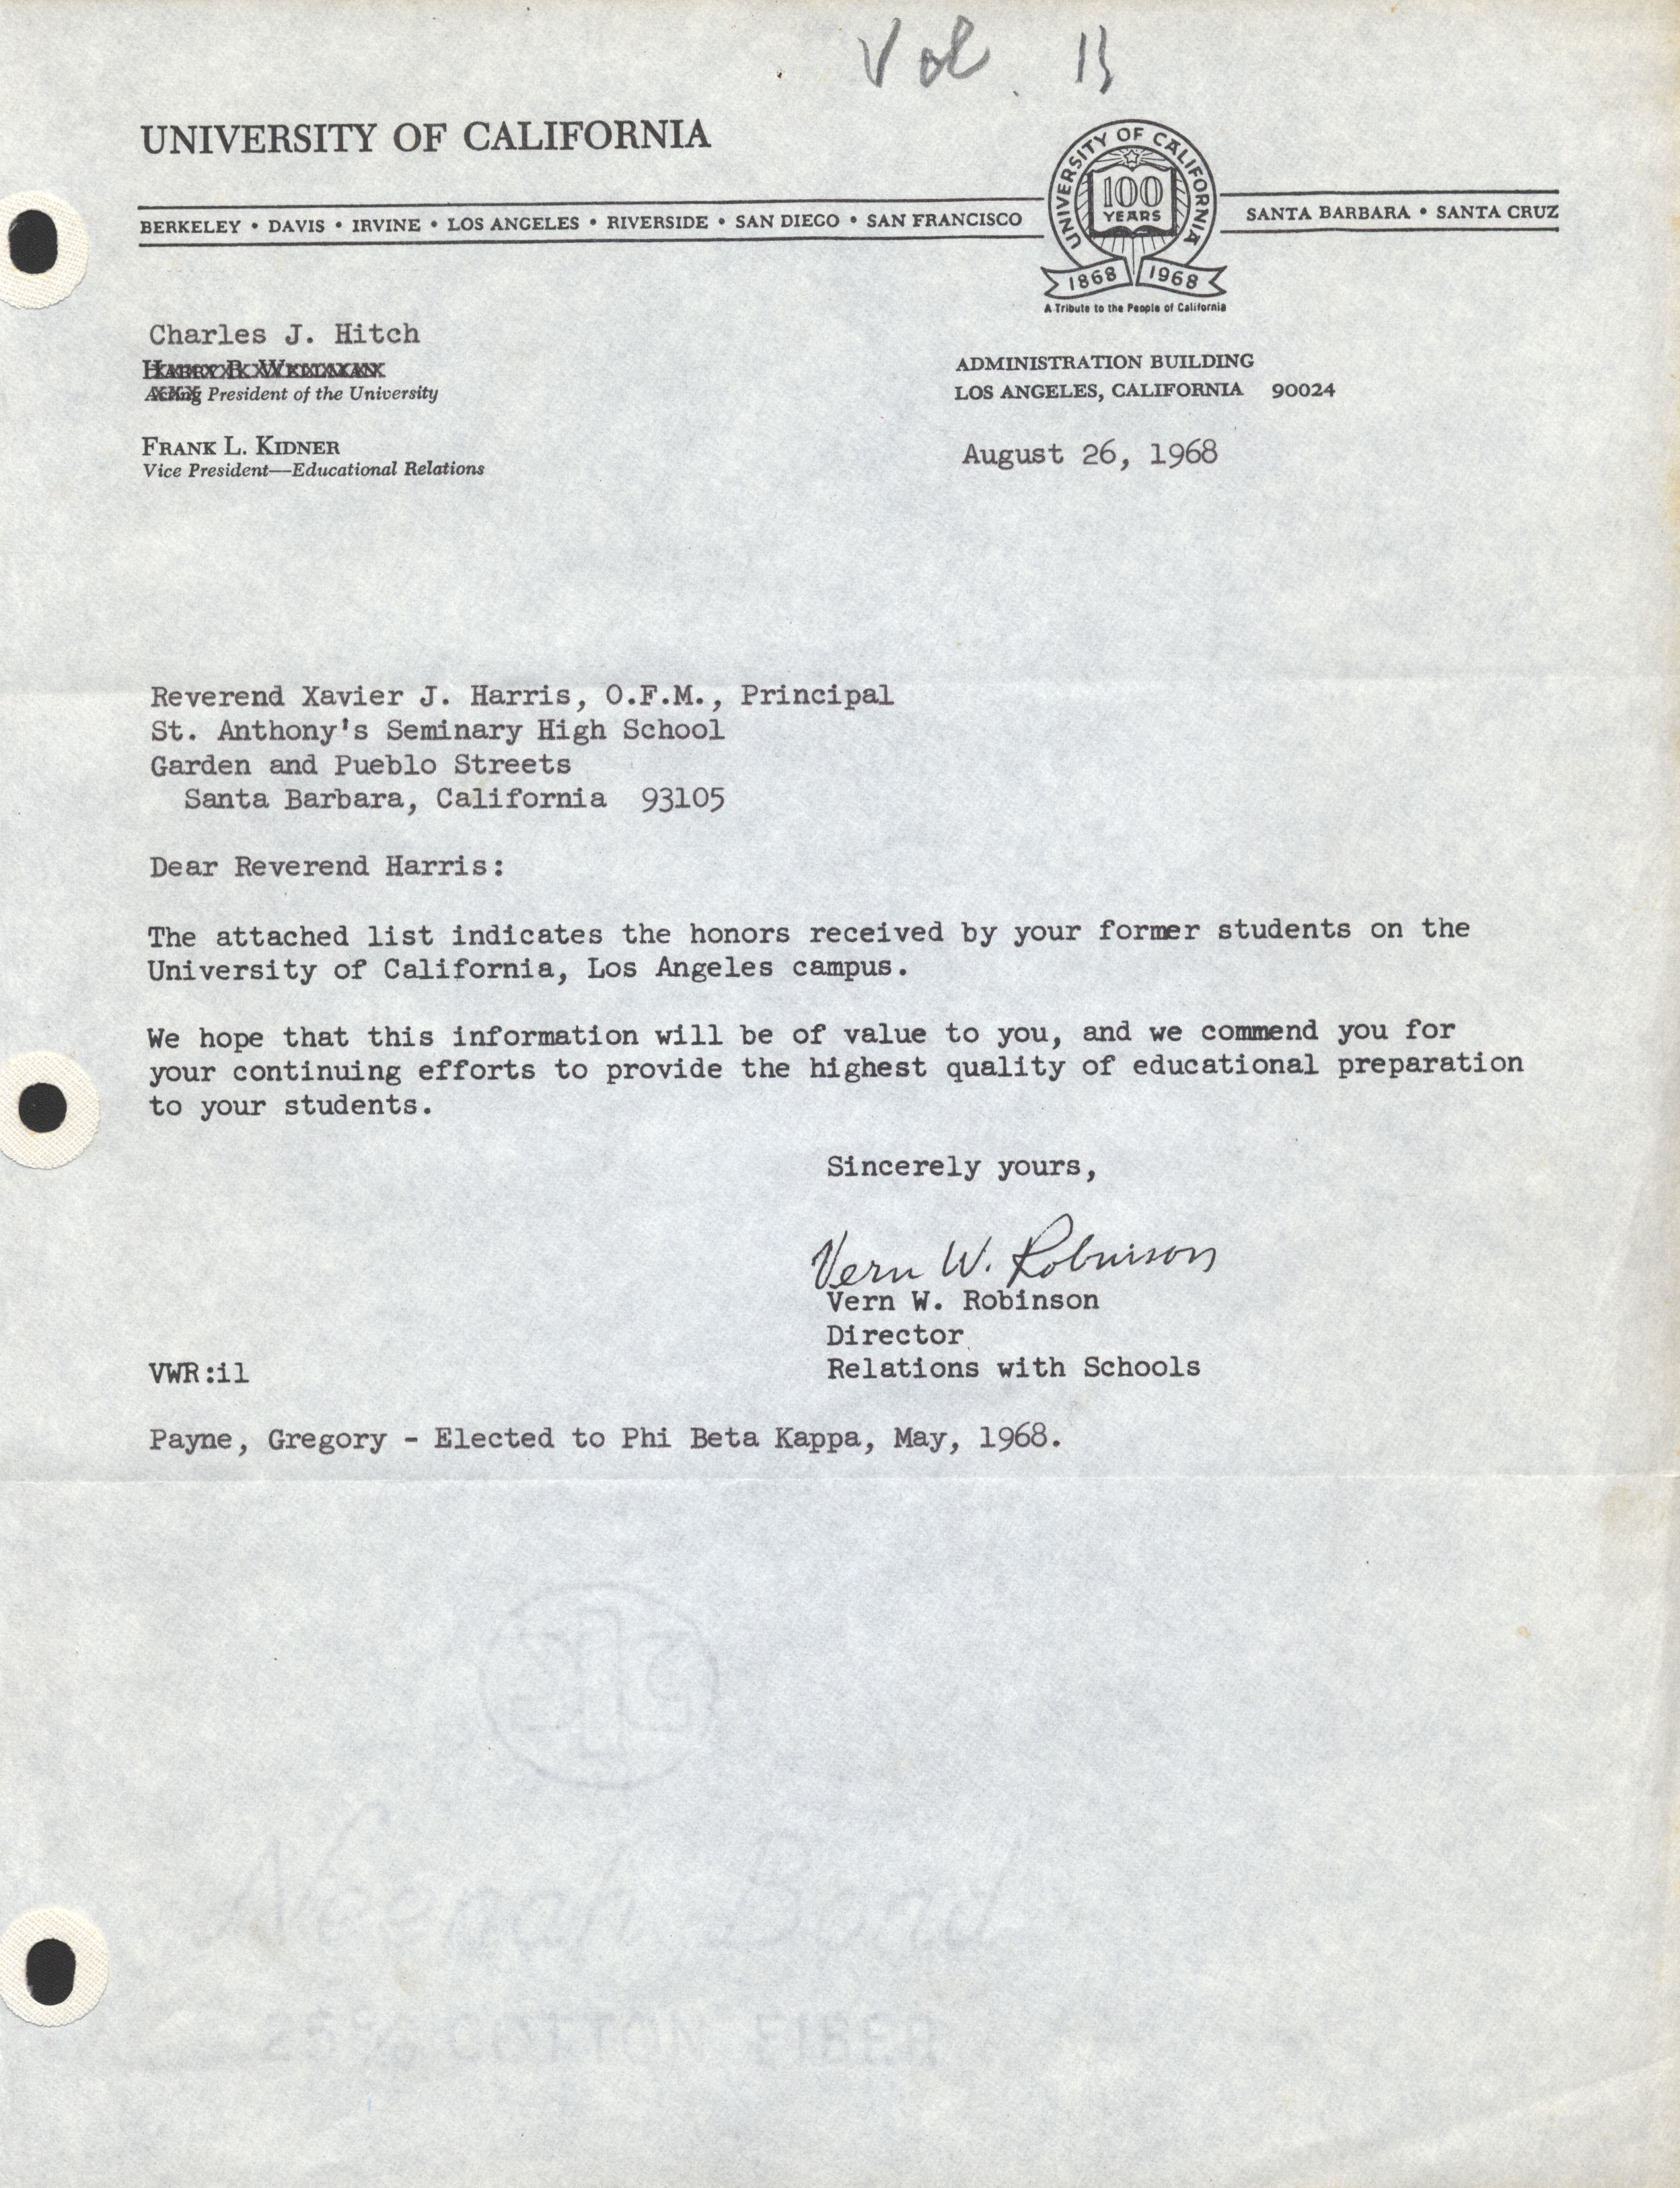 Vol. 13
UNIVERSITY OF CALIFORNIA
BERKELEY • DAVIS • IRVINE • LOS ANGELES • RIVERSIDE • SAN DIEGO • SAN FRANCISCO
UNIVERSITY OF CALIFORNIA
100
YEARS
1868 1968
A Tribute to the People of California
SANTA BARBARA • SANTA CRUZ
Charles J. Hitch
HARRY R. WELLMAN
Acting President of the University
FRANK L. KIDNER
Vice President—Educational Relations
ADMINISTRATION BUILDING
LOS ANGELES, CALIFORNIA 90024
August 26, 1968
Reverend Xavier J. Harris, O.F.M., Principal
St. Anthony's Seminary High School
Garden and Pueblo Streets
Santa Barbara, California 93105
Dear Reverend Harris:
The attached list indicates the honors received by your former students on the
University of California, Los Angeles campus.
We hope that this information will be of value to you, and we commend you for
your continuing efforts to provide the highest quality of educational preparation
to your students.
Sincerely yours,
Vern W. Robinson
Vern W. Robinson
Director
Relations with Schools
VWR:il
Payne, Gregory - Elected to Phi Beta Kappa, May, 1968.
Neenah Bond
25% COTTON FIBER